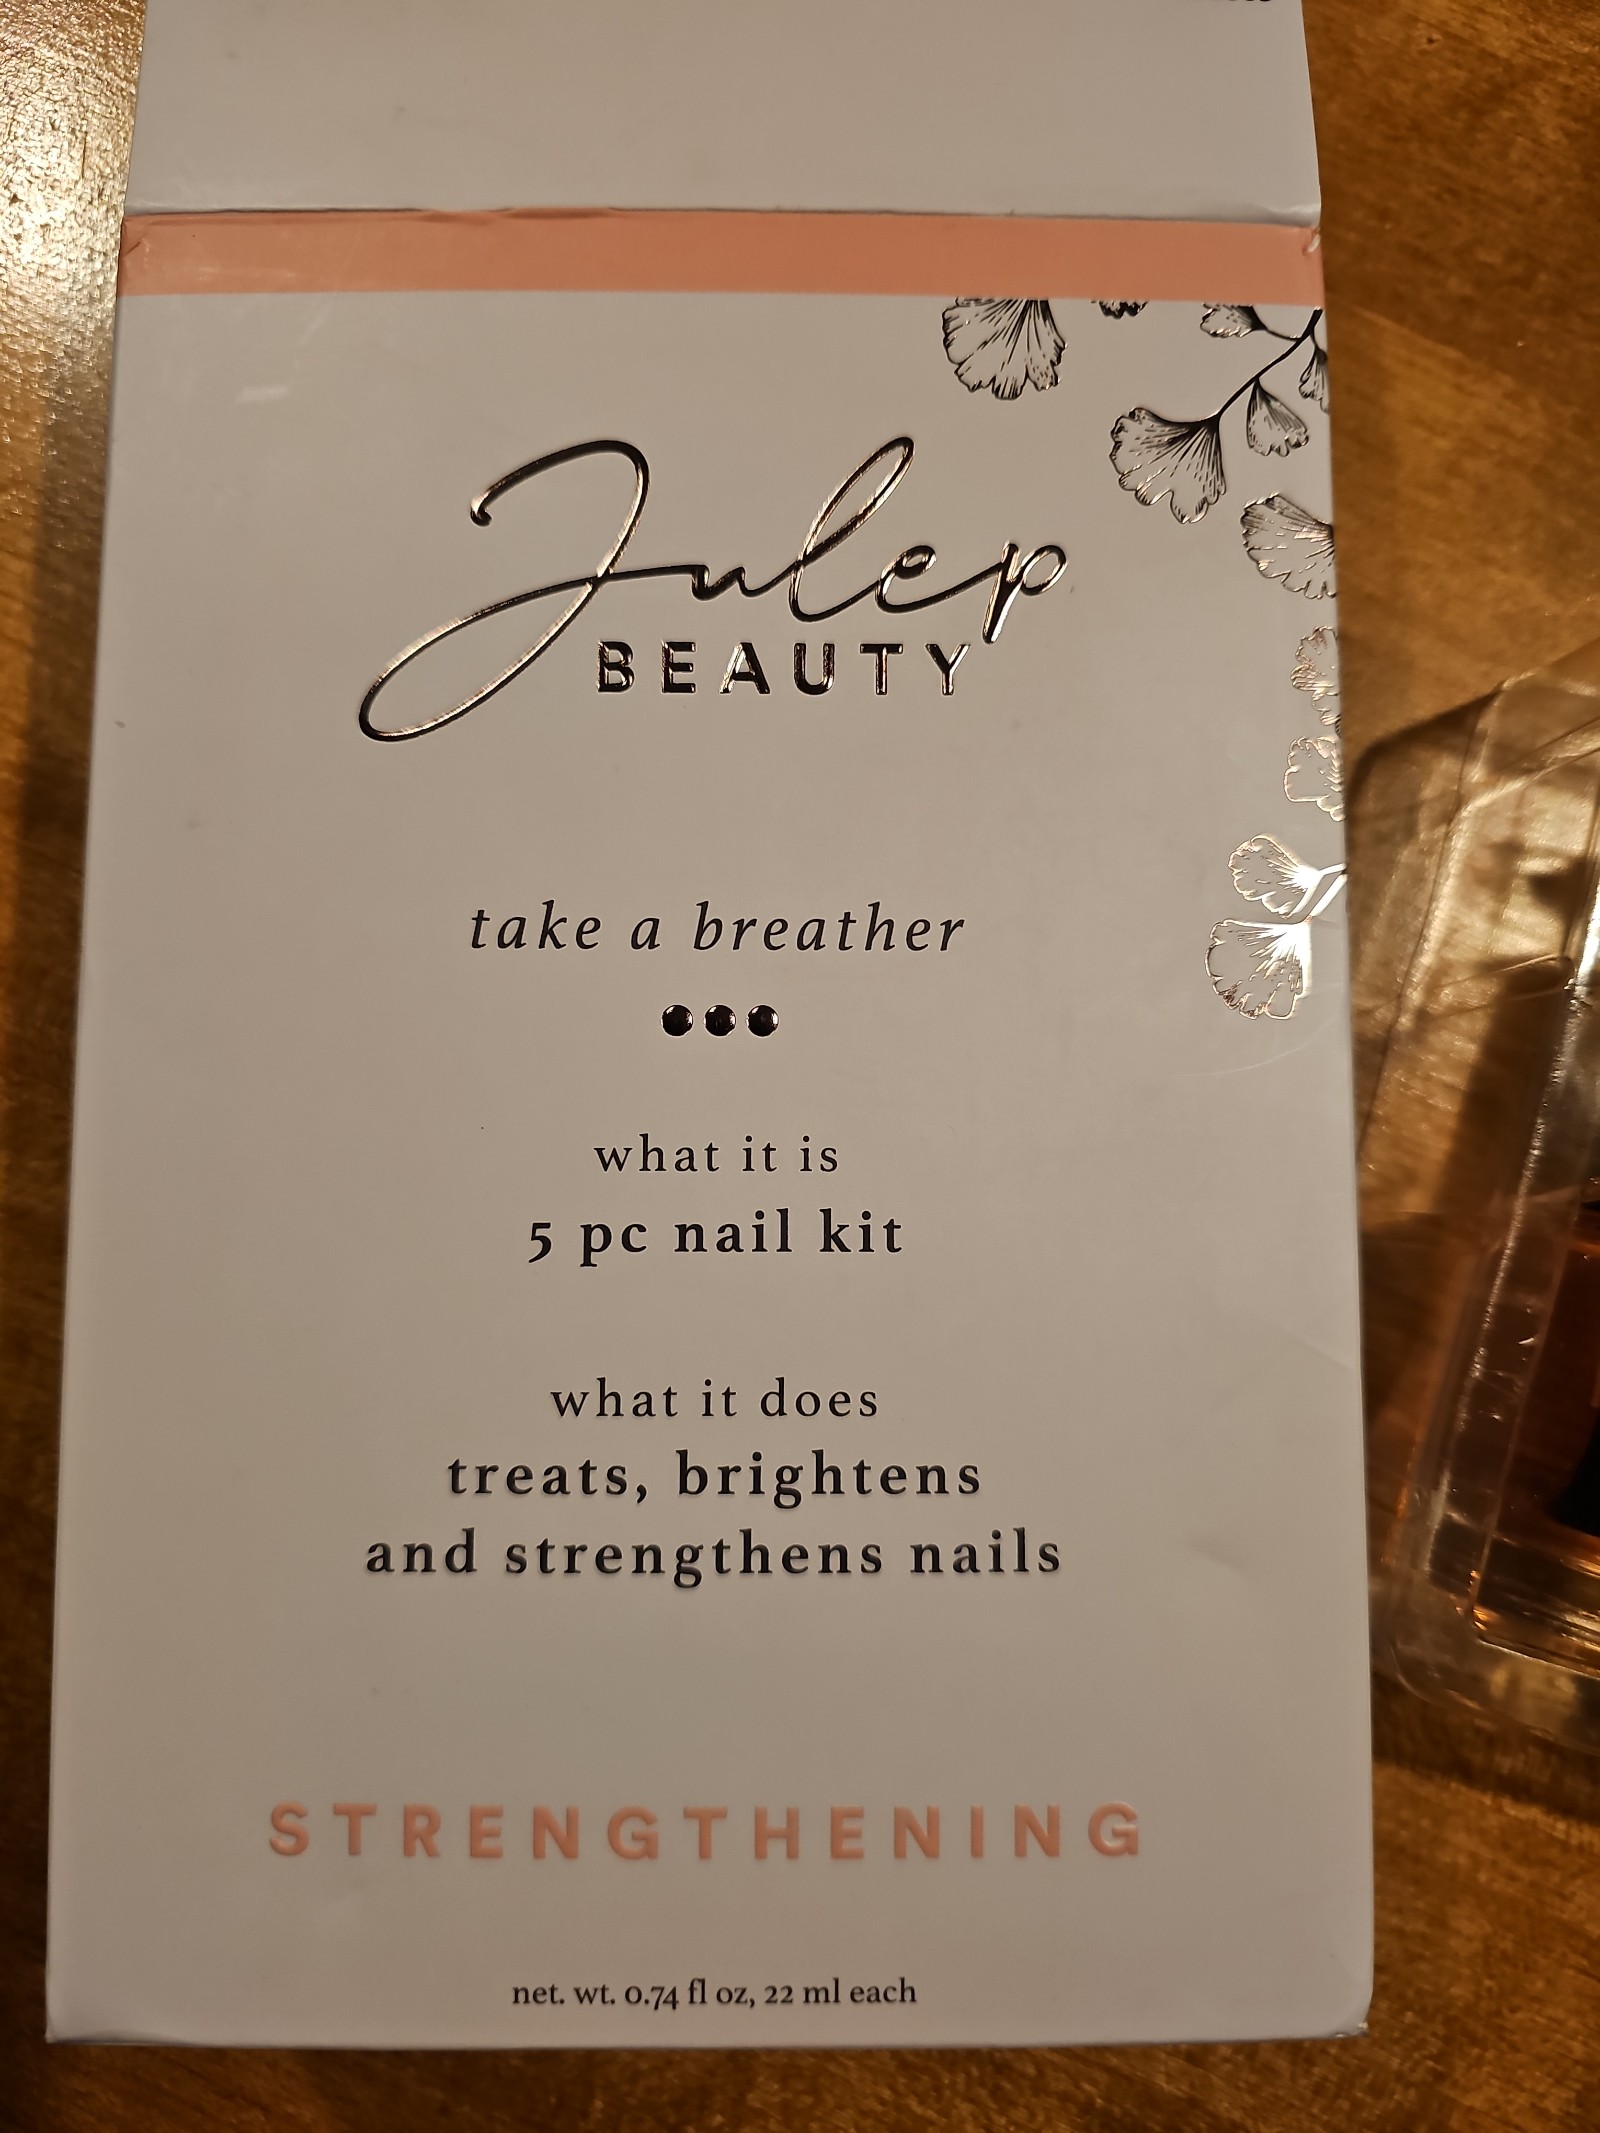 Julep
BEAUTY
take a breather
what it is
5 pc nail kit
what it does
treats, brightens
and strengthens nails
STRENGTHENING
net. wt. 0.74 fl oz, 22 ml each